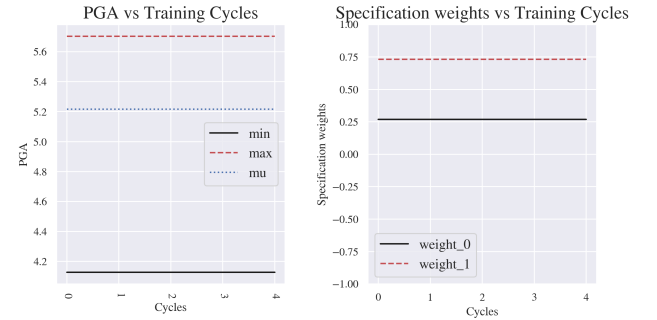 PGA vs Training Cycles
5.6
5.4
5.2
5.0
4.8
4.6
4.4
4.2
PGA
min
max
mu
0 1 2 3 4
Cycles
Specification weights vs Training Cycles
1.00
0.75
0.50
0.25
0.00
−0.25
−0.50
−0.75
−1.00
Specification weights
weight_0
weight_1
0 1 2 3 4
Cycles